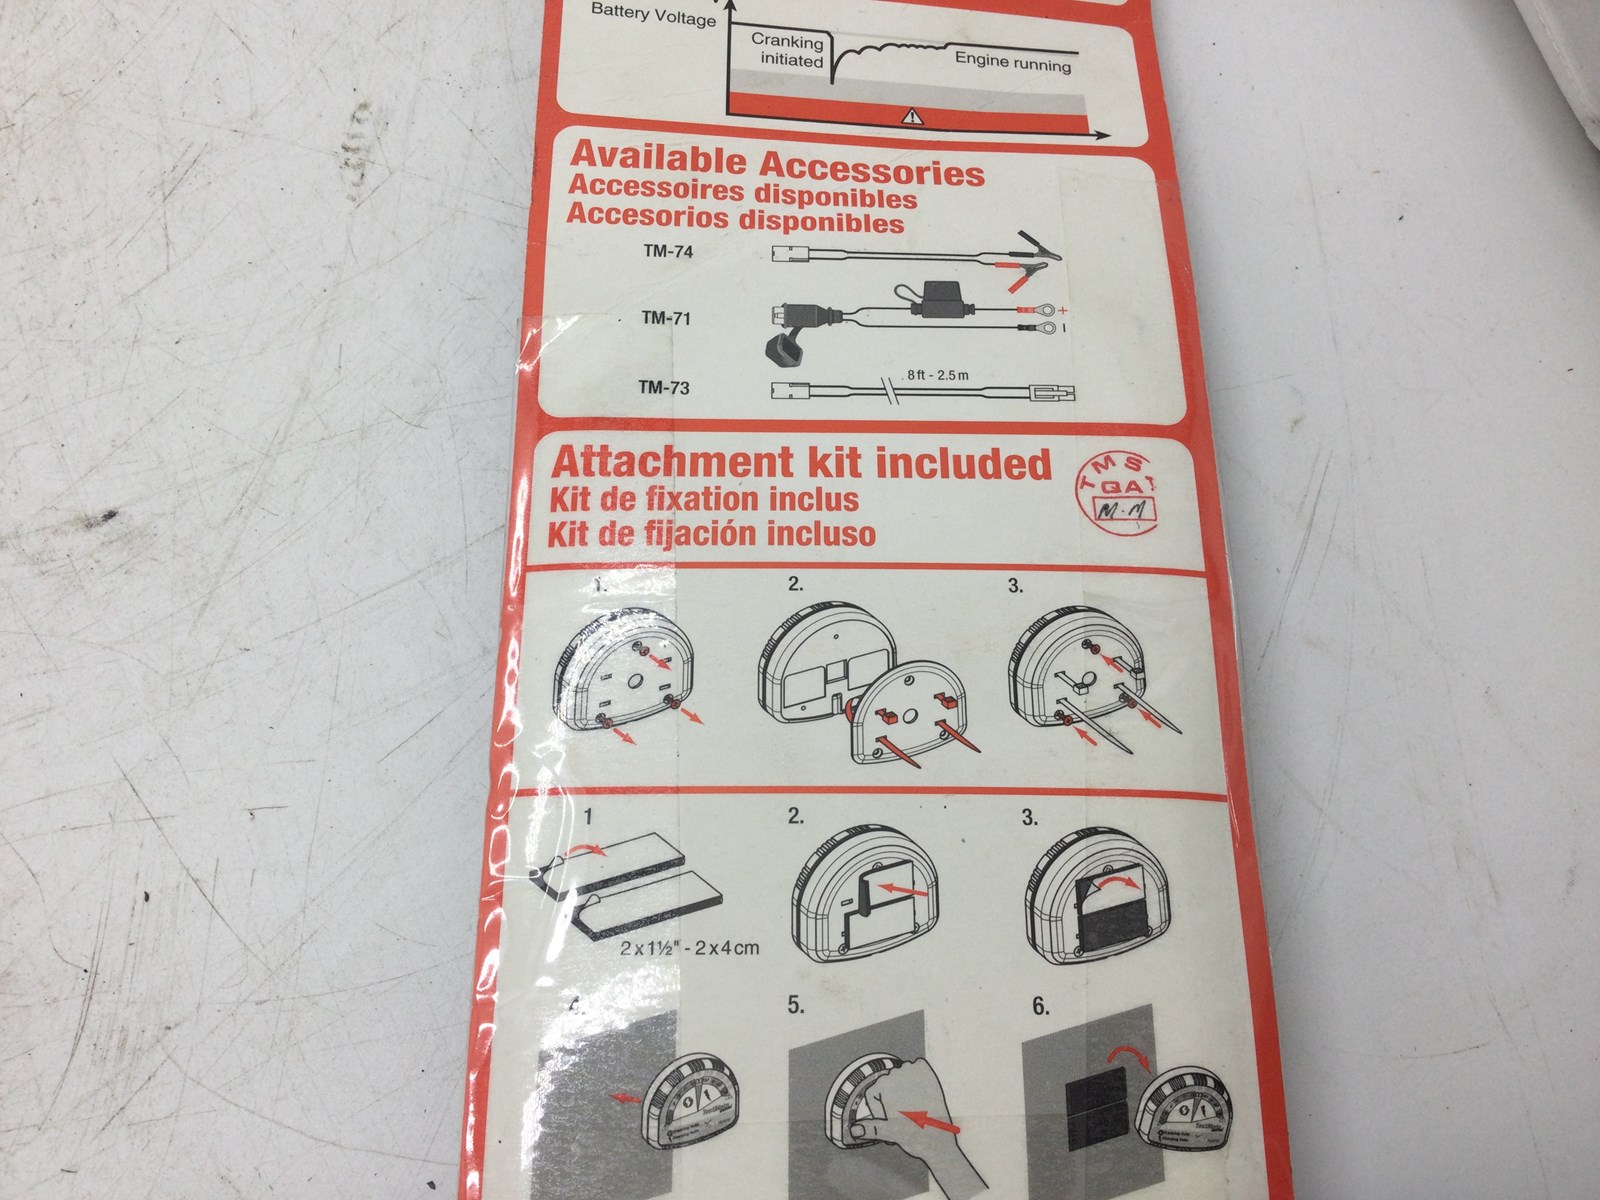 Battery Voltage
Cranking
initiated
Engine running
Available Accessories
Accessoires disponibles
Accesorios disponibles
TM-74
TM-71
+
TM-73
8ft - 2.5m
Attachment kit included
Kit de fixation inclus
Kit de fijación incluso
TMS
QA
M.M
1.
2.
3.
1
2.
3.
2x1½" - 2x4cm
4.
5.
6.